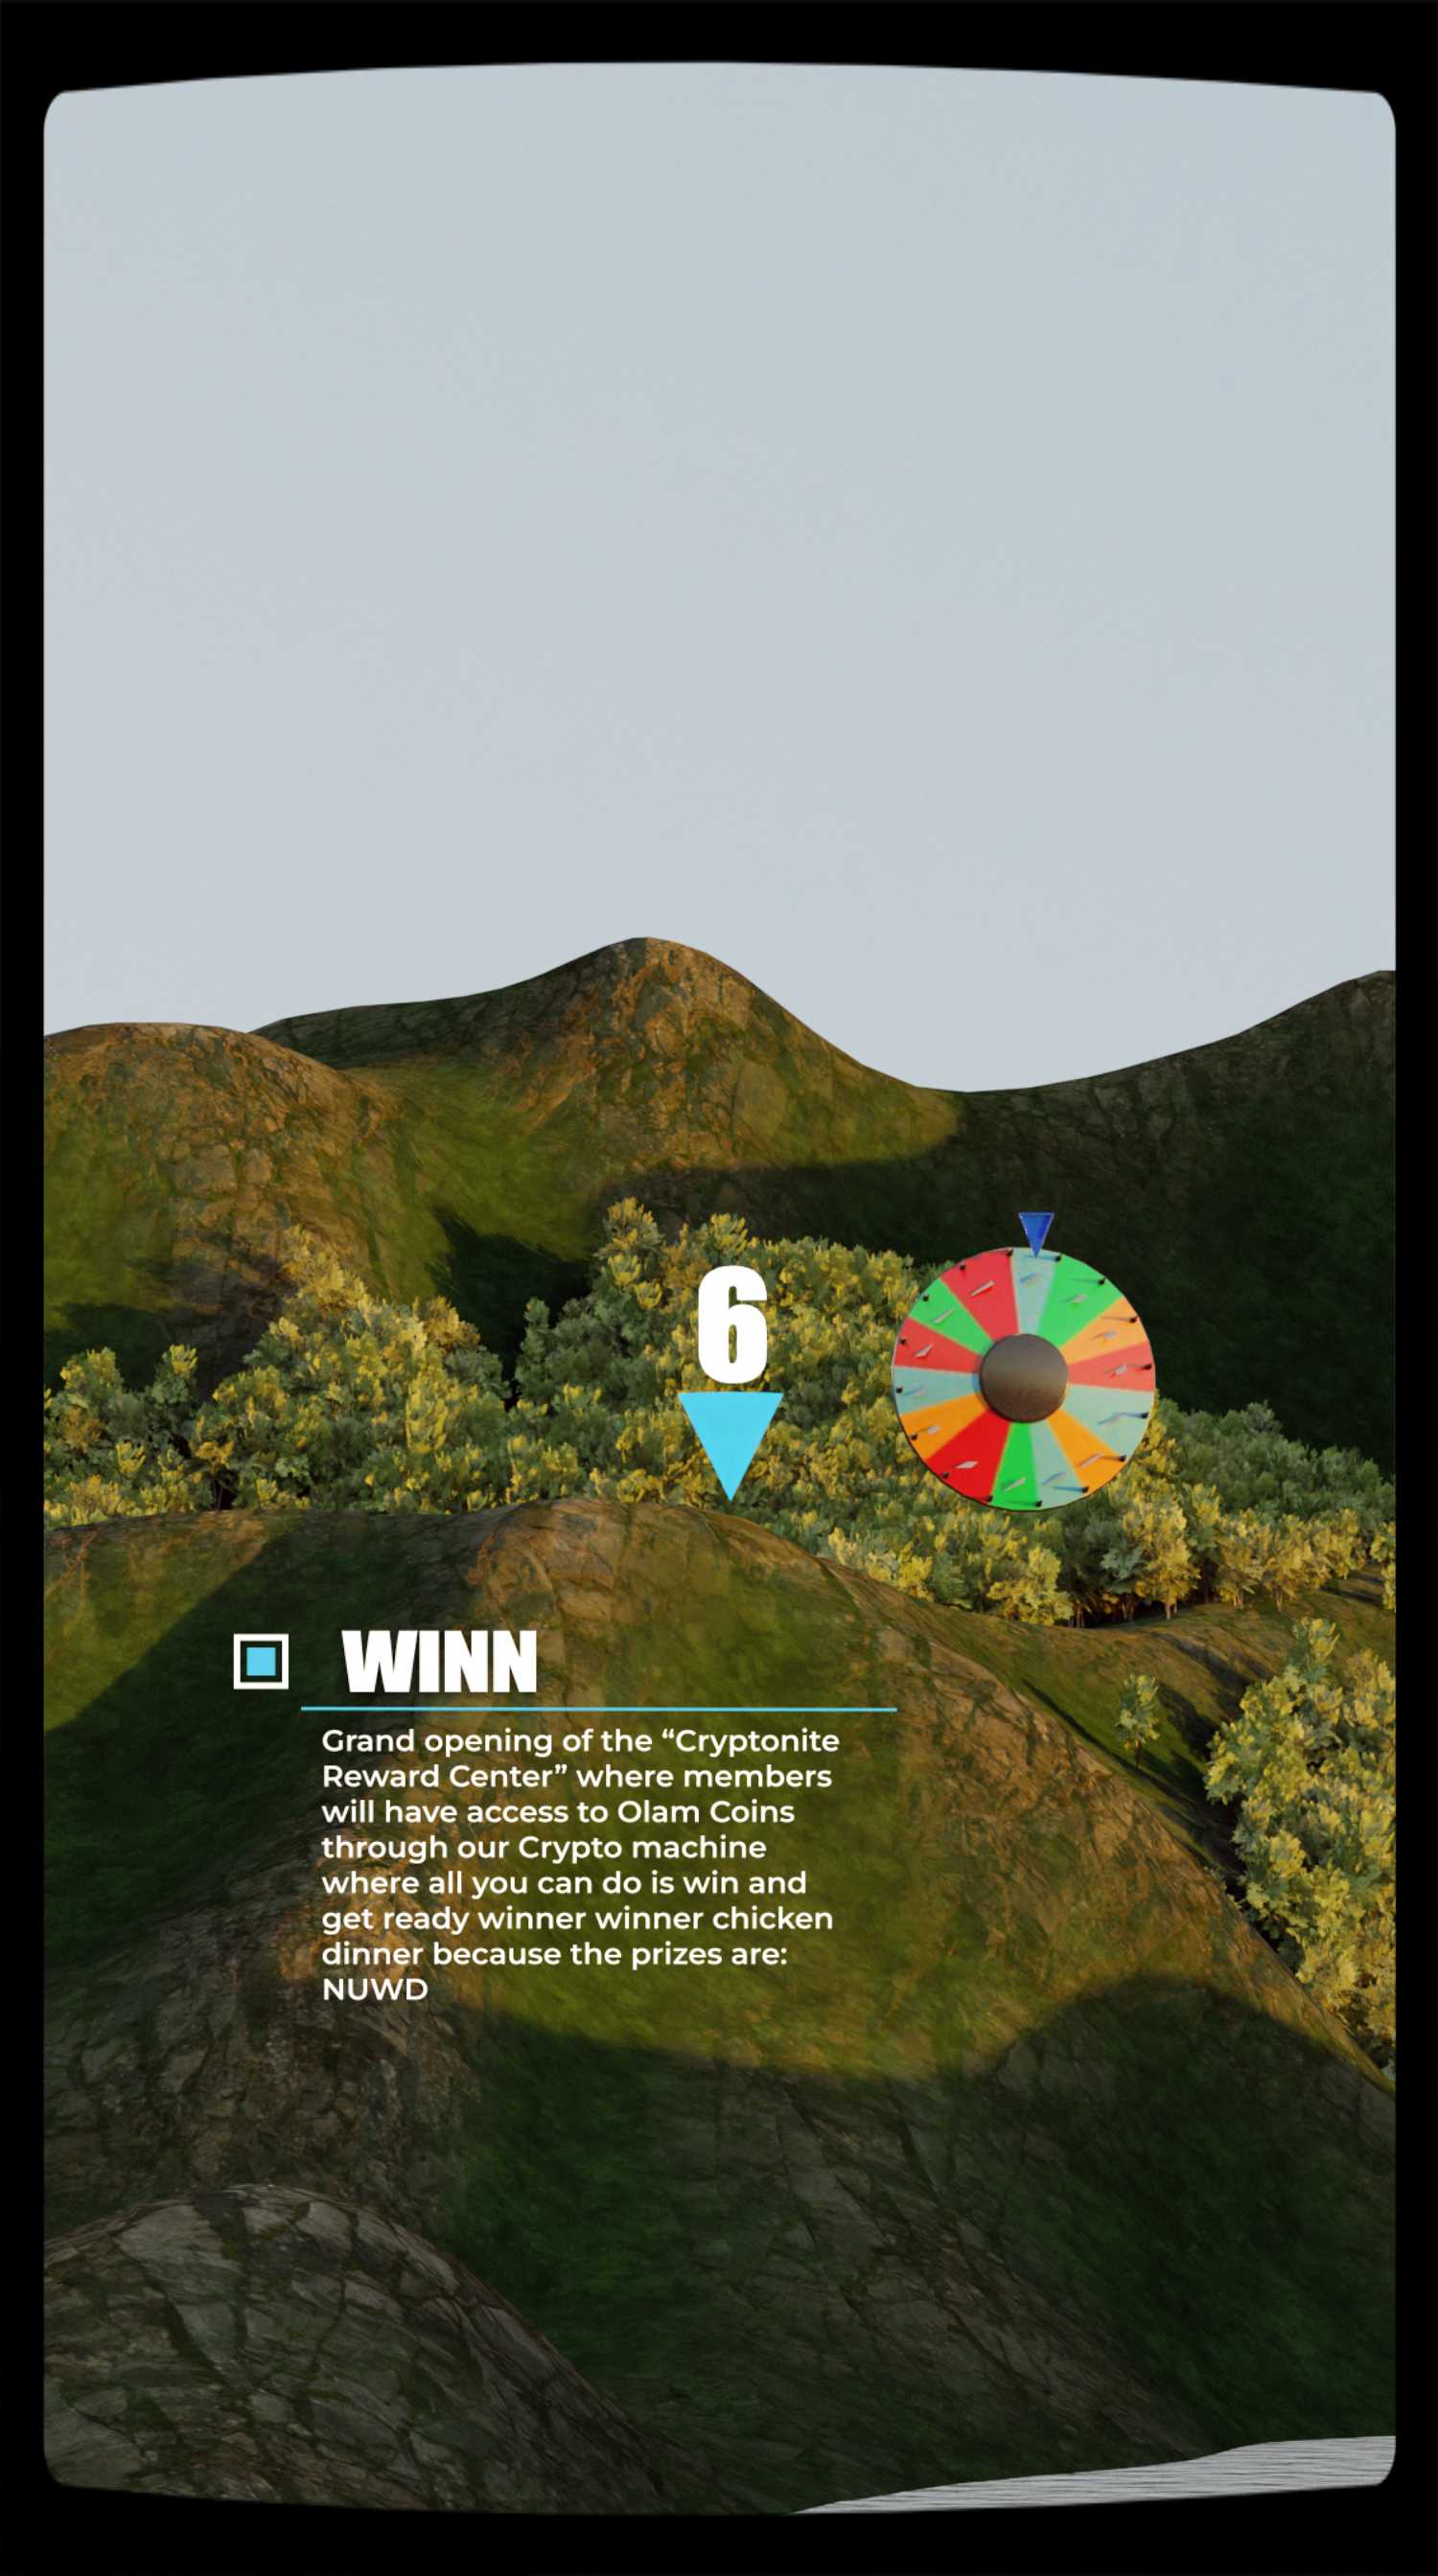 6
WINN
Grand opening of the “Cryptonite
Reward Center” where members
will have access to Olam Coins
through our Crypto machine
where all you can do is win and
get ready winner winner chicken
dinner because the prizes are:
NUWD